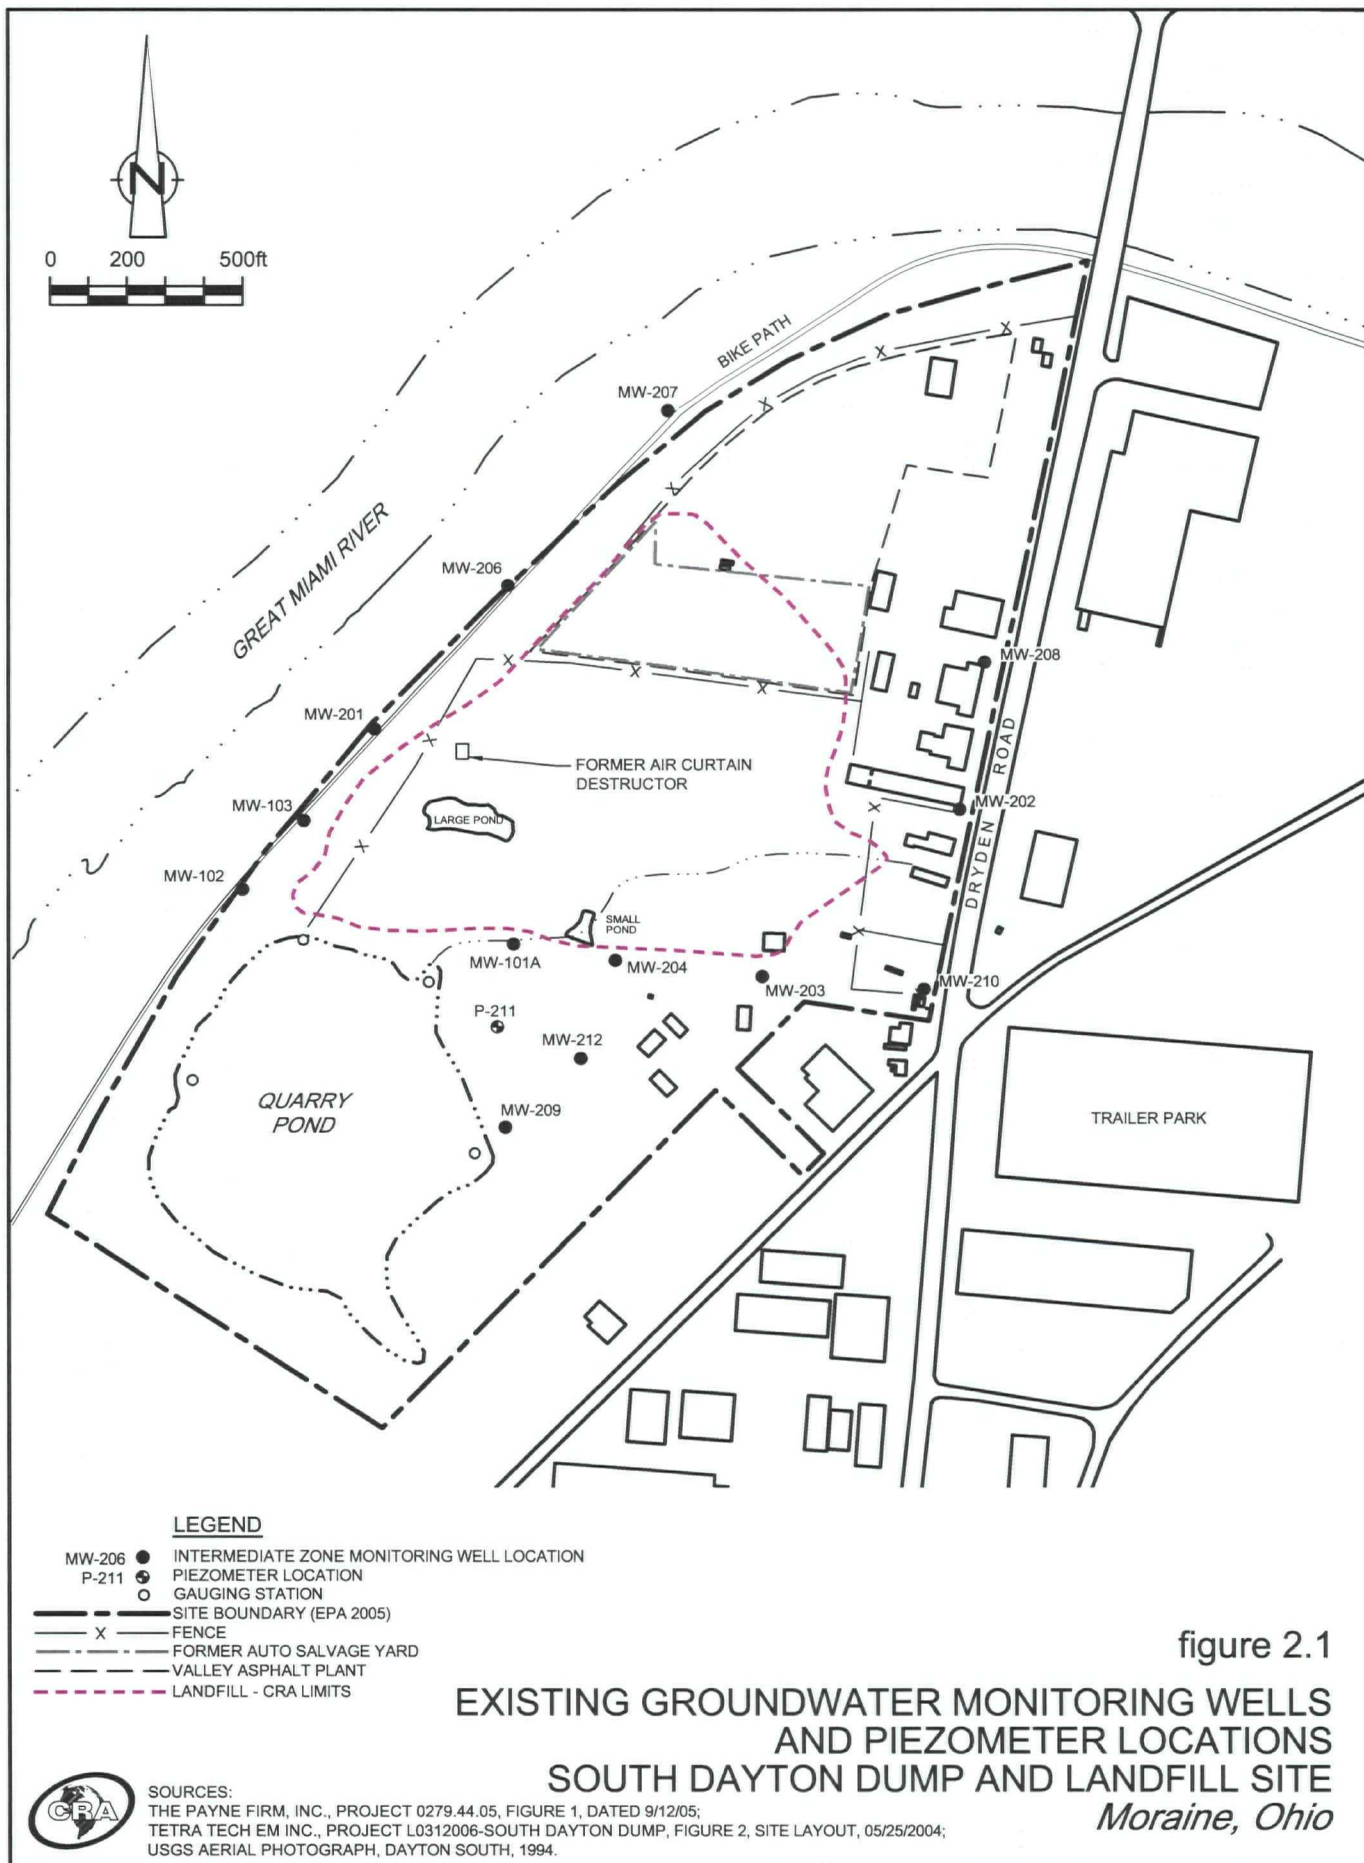 N
0 200 500ft
BIKE PATH
MW-207
GREAT MIAMI RIVER
MW-206
MW-208
MW-201
FORMER AIR CURTAIN
DESTRUCTOR
DRYDEN ROAD
MW-103
LARGE POND
MW-202
MW-102
SMALL
POND
MW-101A
MW-204
MW-203
MW-210
P-211
MW-212
QUARRY
POND
MW-209
TRAILER PARK
X
X
X
X
X
X
X
X
X
X
X
LEGEND
MW-206 INTERMEDIATE ZONE MONITORING WELL LOCATION
P-211 PIEZOMETER LOCATION
GAUGING STATION
SITE BOUNDARY (EPA 2005)
X FENCE
FORMER AUTO SALVAGE YARD
VALLEY ASPHALT PLANT
LANDFILL - CRA LIMITS
figure 2.1
EXISTING GROUNDWATER MONITORING WELLS
AND PIEZOMETER LOCATIONS
SOUTH DAYTON DUMP AND LANDFILL SITE
Moraine, Ohio
CRA
SOURCES:
THE PAYNE FIRM, INC., PROJECT 0279.44.05, FIGURE 1, DATED 9/12/05;
TETRA TECH EM INC., PROJECT L0312006-SOUTH DAYTON DUMP, FIGURE 2, SITE LAYOUT, 05/25/2004;
USGS AERIAL PHOTOGRAPH, DAYTON SOUTH, 1994.